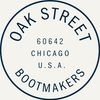 OAK STREET
60642
CHICAGO
U.S.A.
BOOTMAKERS